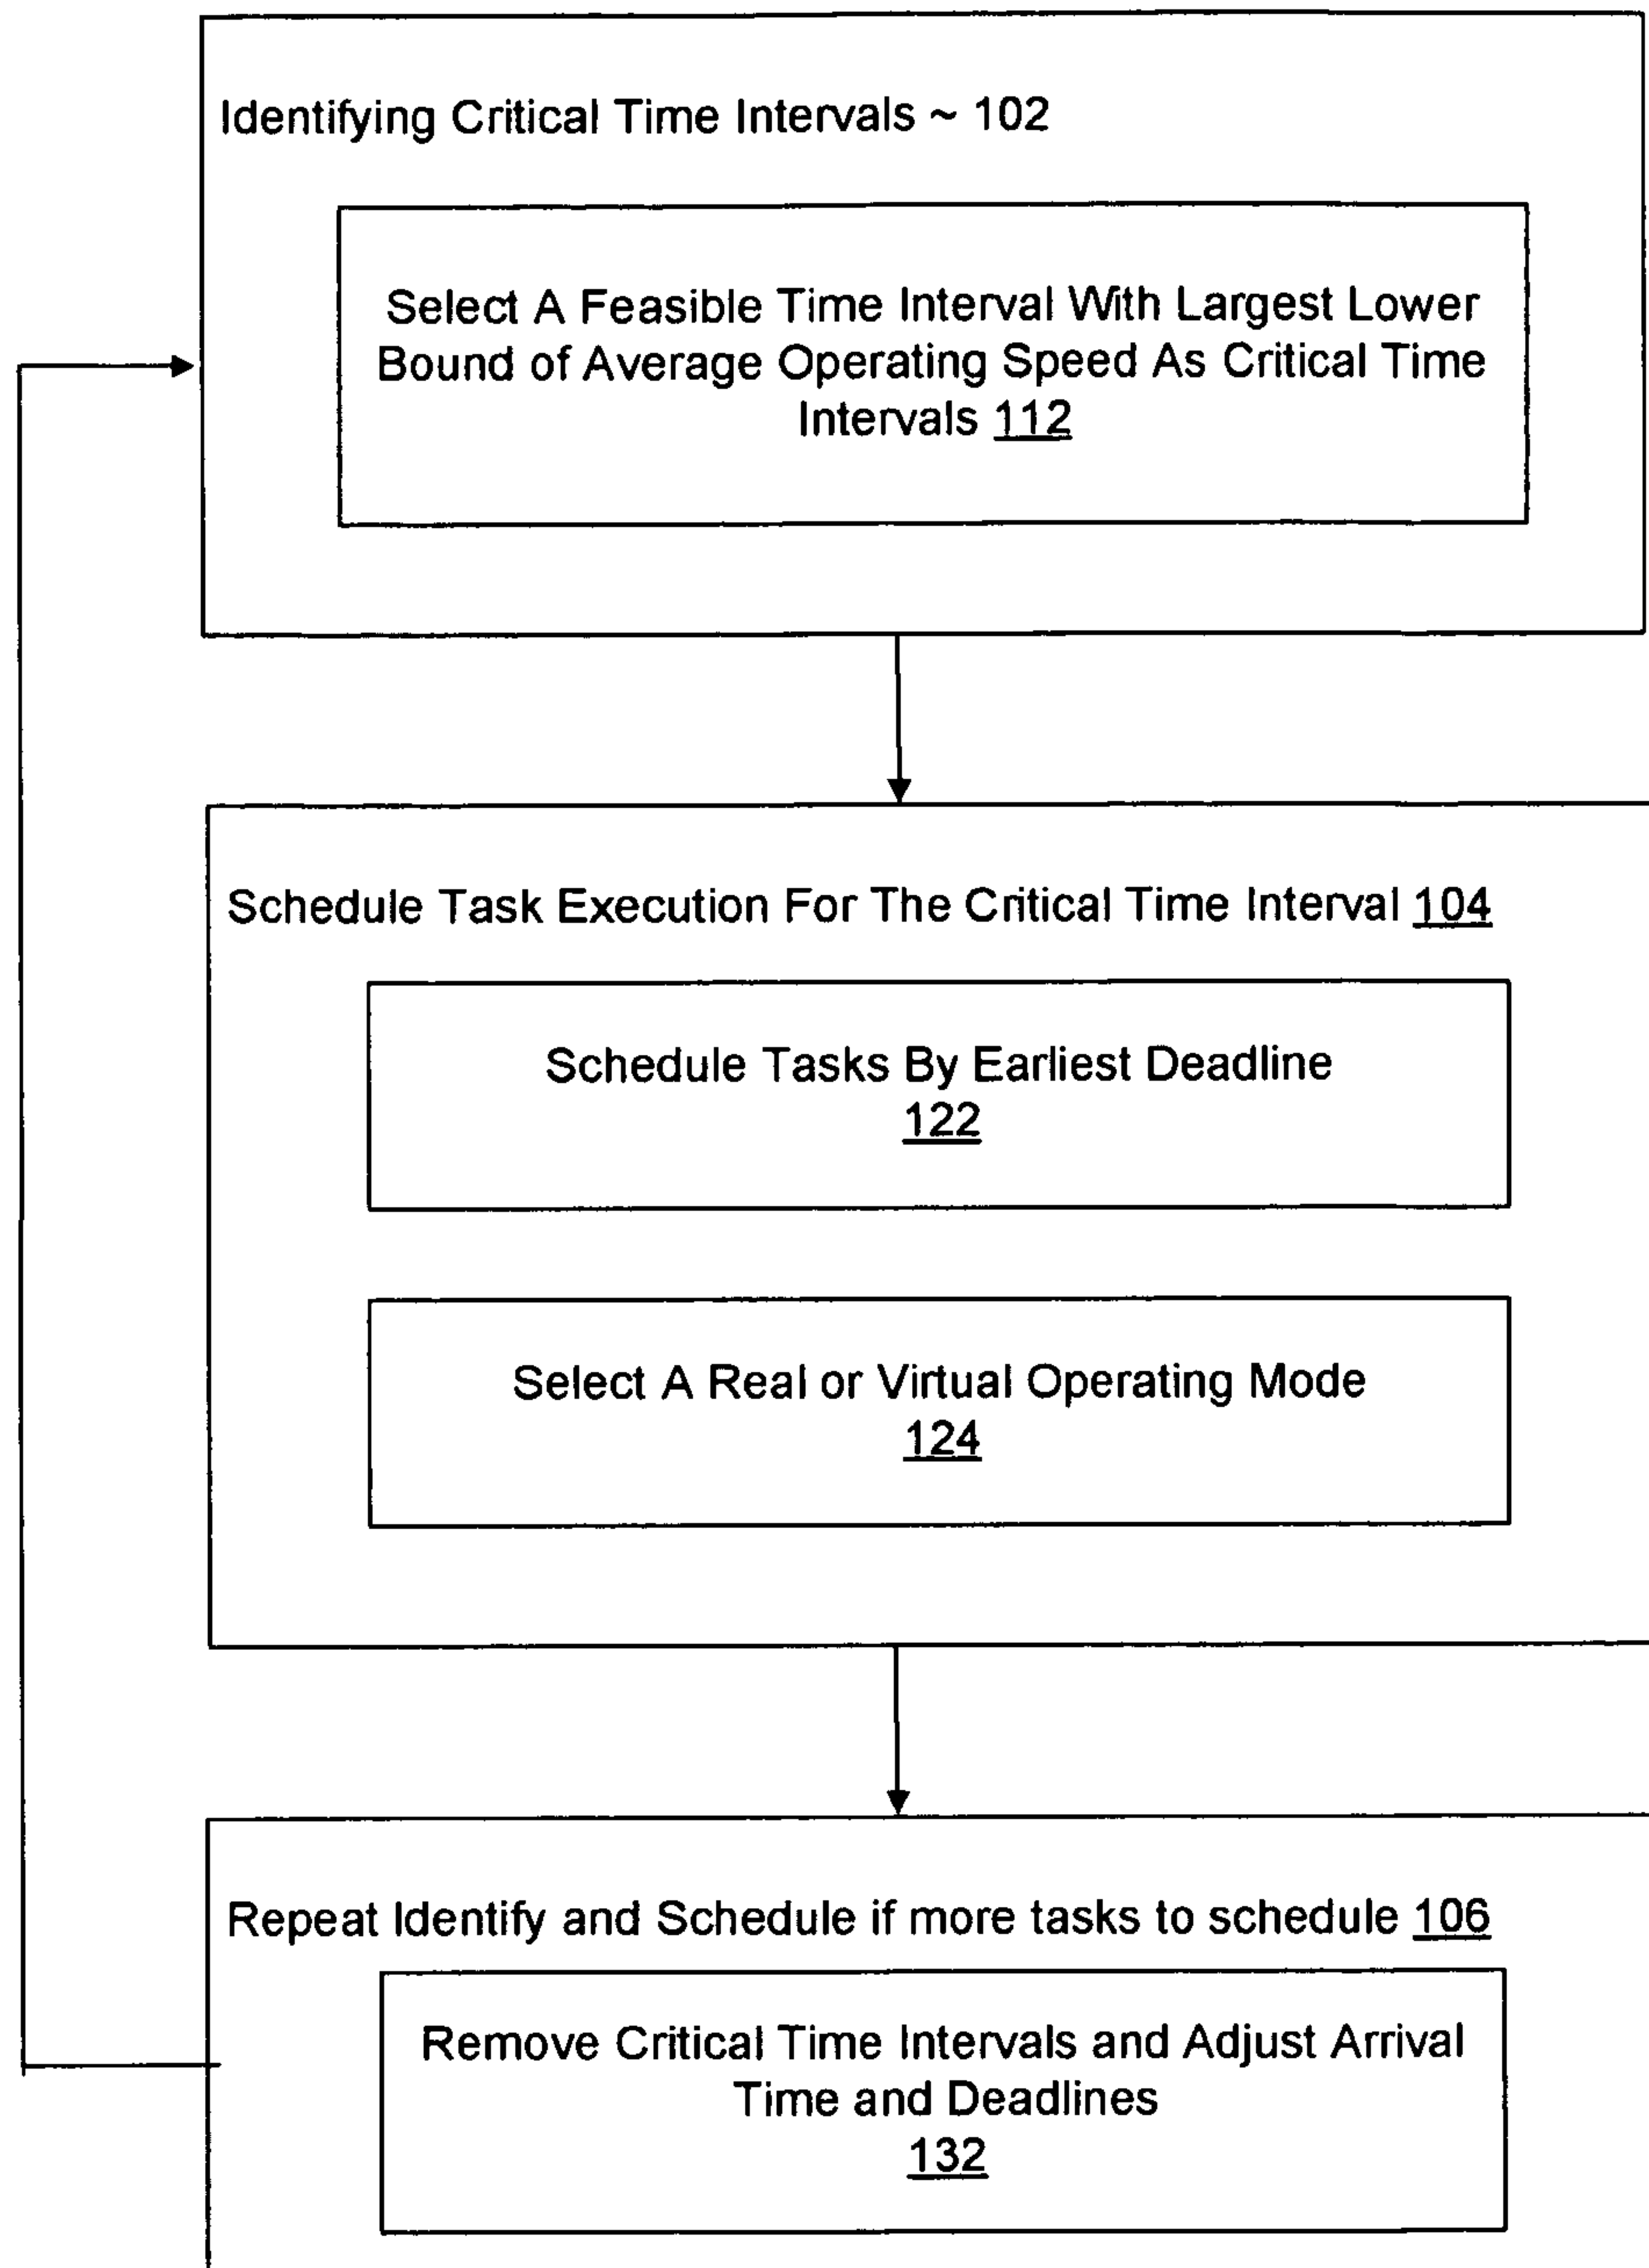 Identifying Critical Time Intervals ~ 102
Select A Feasible Time Interval With Largest Lower
Bound of Average Operating Speed As Critical Time
Intervals 112
Schedule Task Execution For The Critical Time Interval 104
Schedule Tasks By Earliest Deadline
122
Select A Real or Virtual Operating Mode
124
Repeat Identify and Schedule if more tasks to schedule 106
Remove Critical Time Intervals and Adjust Arrival
Time and Deadlines
132